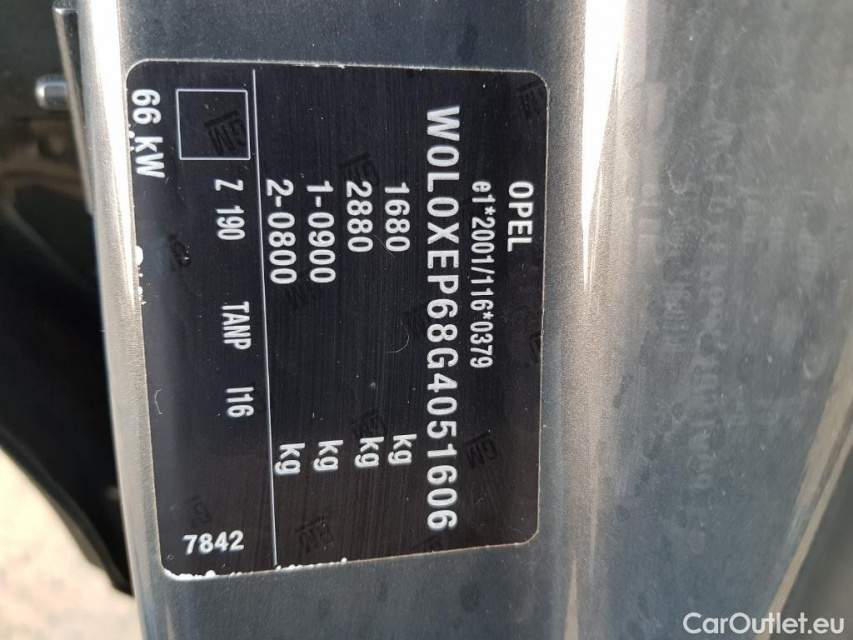 OPEL
e1*2001/116*0379
W0L0XEP68G4051606
1680 kg
2880 kg
1-0900 kg
2-0800 kg
Z 190 TANP I16
66 kW 7842
CarOutlet.eu